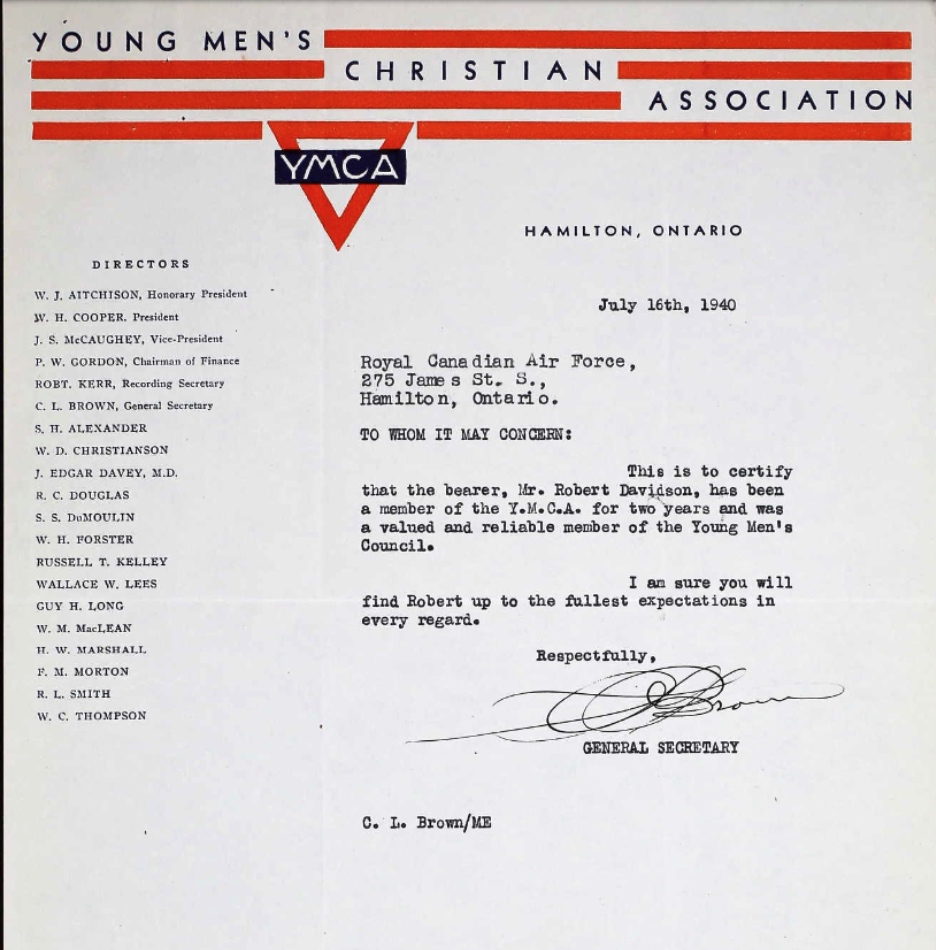 YOUNG MEN'S
CHRISTIAN
ASSOCIATION
YMCA
HAMILTON, ONTARIO
DIRECTORS
W. J. AITCHISON, Honorary President
W. H. COOPER, President
J. S. McCAUGHEY, Vice-President
P. W. GORDON, Chairman of Finance
ROBT. KERR, Recording Secretary
C. L. BROWN, General Secretary
S. H. ALEXANDER
W. D. CHRISTIANSON
J. EDGAR DAVEY, M.D.
R. C. DOUGLAS
S. S. DuMOULIN
W. H. FORSTER
RUSSELL T. KELLEY
WALLACE W. LEES
GUY H. LONG
W. M. MacLEAN
H. W. MARSHALL
F. M. MORTON
R. L. SMITH
W. C. THOMPSON
July 16th, 1940
Royal Canadian Air Force,
275 James St. S.,
Hamilton, Ontario.
TO WHOM IT MAY CONCERN:
This is to certify
that the bearer, Mr. Robert Davidson, has been
a member of the Y.M.C.A. for two years and was
a valued and reliable member of the Young Men's
Council.
I am sure you will
find Robert up to the fullest expectations in
every regard.
Respectfully,
C L Brown
GENERAL SECRETARY
C. L. Brown/ME